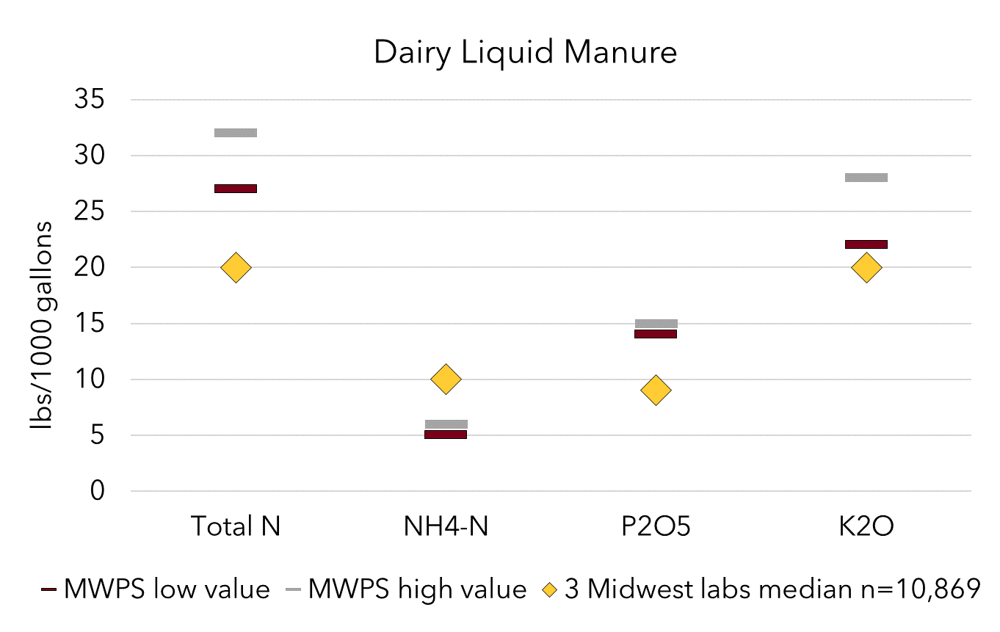 Dairy Liquid Manure
lbs/1000 gallons
35
30
25
20
15
10
5
0
Total N NH4-N P2O5 K2O
MWPS low value MWPS high value 3 Midwest labs median n=10,869